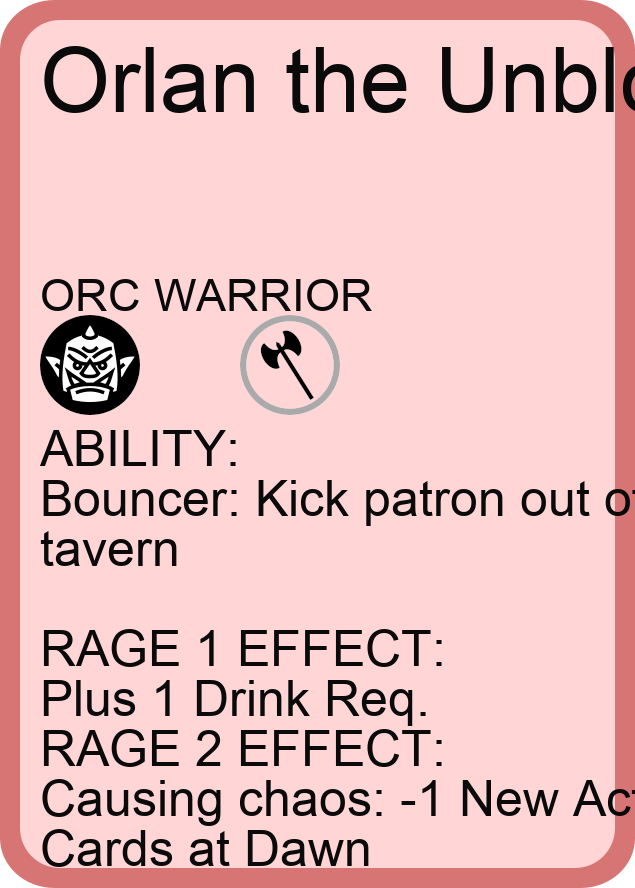 Orlan the Unblo
ORC WARRIOR
ABILITY:
Bouncer: Kick patron out of
tavern
RAGE 1 EFFECT:
Plus 1 Drink Req.
RAGE 2 EFFECT:
Causing chaos: -1 New Act
Cards at Dawn